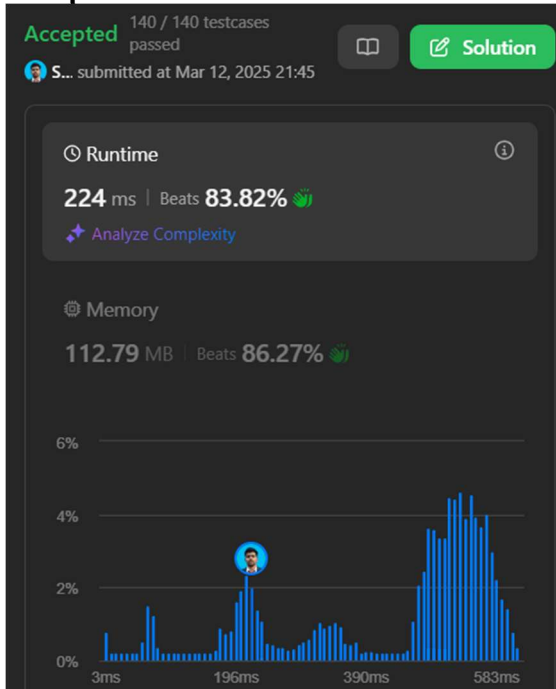 Accepted 140 / 140 testcases passed
Solution
S... submitted at Mar 12, 2025 21:45
Runtime
224 ms | Beats 83.82%
Analyze Complexity
Memory
112.79 MB | Beats 86.27%
6%
4%
2%
0%
3ms 196ms 390ms 583ms